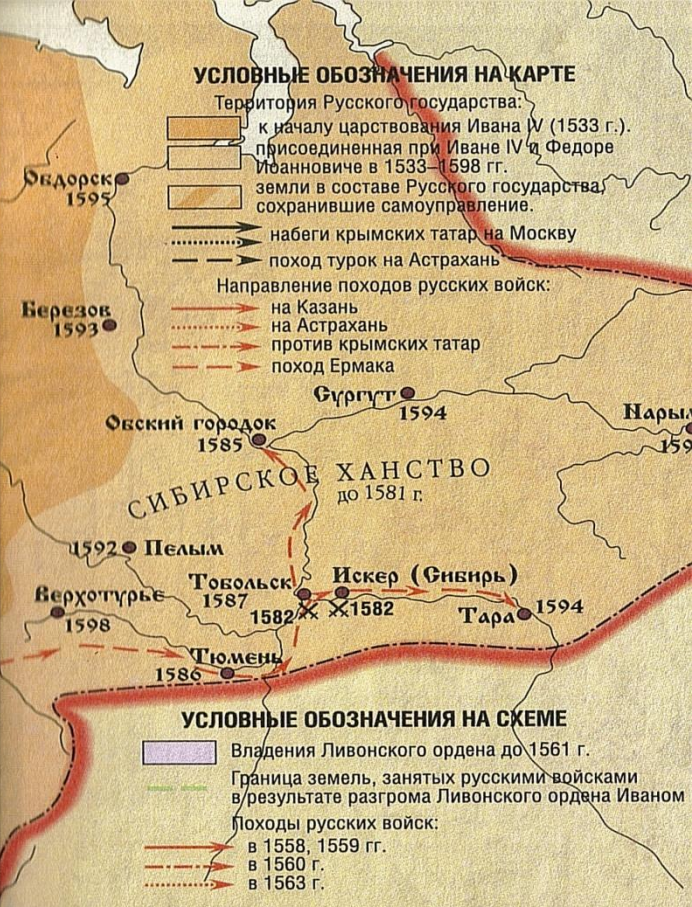 УСЛОВНЫЕ ОБОЗНАЧЕНИЯ НА КАРТЕ
Территория Русского государства:
к началу царствования Ивана IV (1533 г.).
присоединенная при Иване IV и Федоре
Иоанновиче в 1533–1598 гг.
земли в составе Русского государства,
сохранившие самоуправление.
набеги крымских татар на Москву
поход турок на Астрахань
Направление походов русских войск:
на Казань
на Астрахань
против крымских татар
поход Ермака
Обдорск
1595
Березов
1593
Сургут
1594
Обский городок
1585
Нарым
159
СИБИРСКОЕ ХАНСТВО
до 1581 г.
1592 Пелым
Тобольск
1587
Искер (Сибирь)
1582
1582
Верхотурье
1598
Тара 1594
Тюмень
1586
УСЛОВНЫЕ ОБОЗНАЧЕНИЯ НА СХЕМЕ
Владения Ливонского ордена до 1561 г.
Граница земель, занятых русскими войсками
в результате разгрома Ливонского ордена Иваном
Походы русских войск:
в 1558, 1559 гг.
в 1560 г.
в 1563 г.